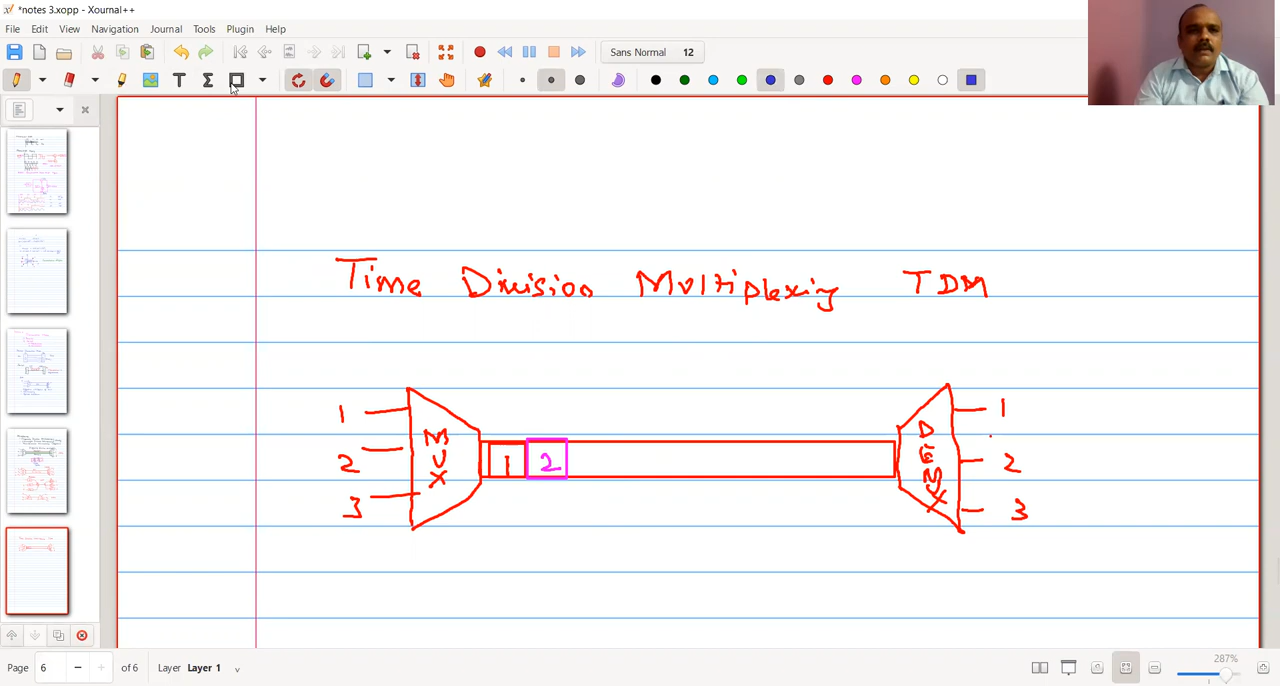 *notes 3.xopp - Xournal++
File Edit View Navigation Journal Tools Plugin Help
Sans Normal 12
Time Division Multiplexing TDM
1 1
MUX 1 2 DEMUX
2 2
3 3
Page 6 of 6 Layer Layer 1 287%